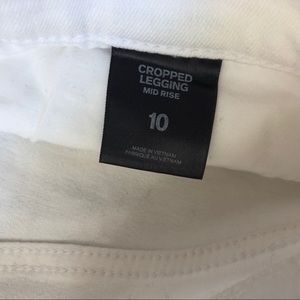 CROPPED
LEGGING
MID RISE
10
MADE IN VIETNAM
FABRIQUÉ AU VIETNAM